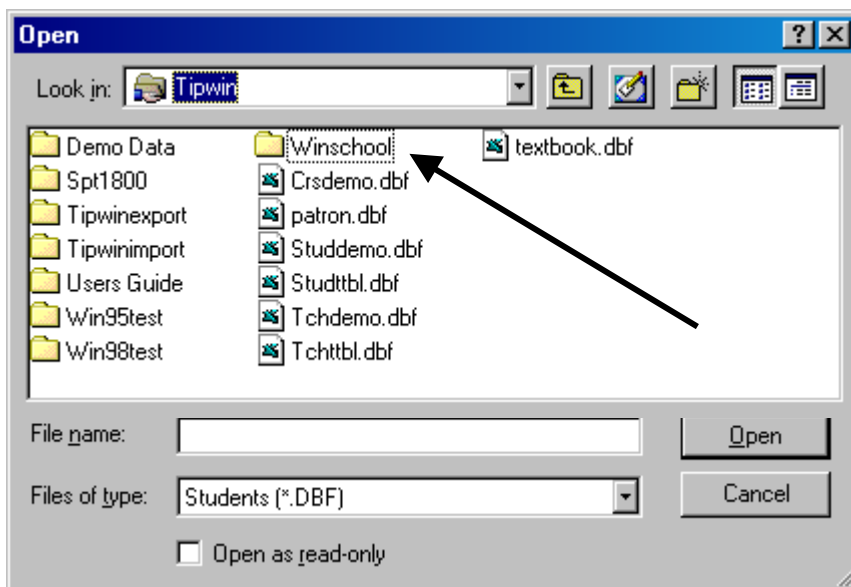 Open
Look in: Tipwin
Demo Data Winschool textbook.dbf
Spt1800 Crsdemo.dbf
Tipwinexport patron.dbf
Tipwinimport Studdemo.dbf
Users Guide Studttbl.dbf
Win95test Tchdemo.dbf
Win98test Tchttbl.dbf
File name: Open
Files of type: Students (*.DBF) Cancel
Open as read-only